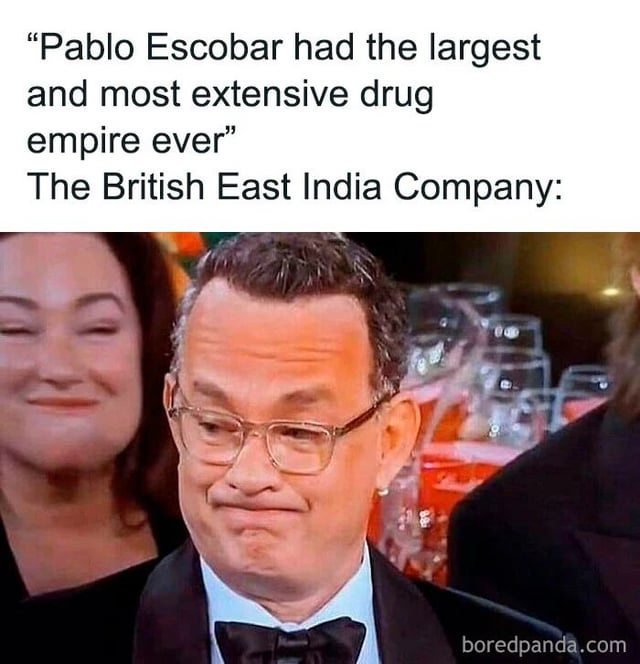 “Pablo Escobar had the largest
and most extensive drug
empire ever”
The British East India Company:
boredpanda.com